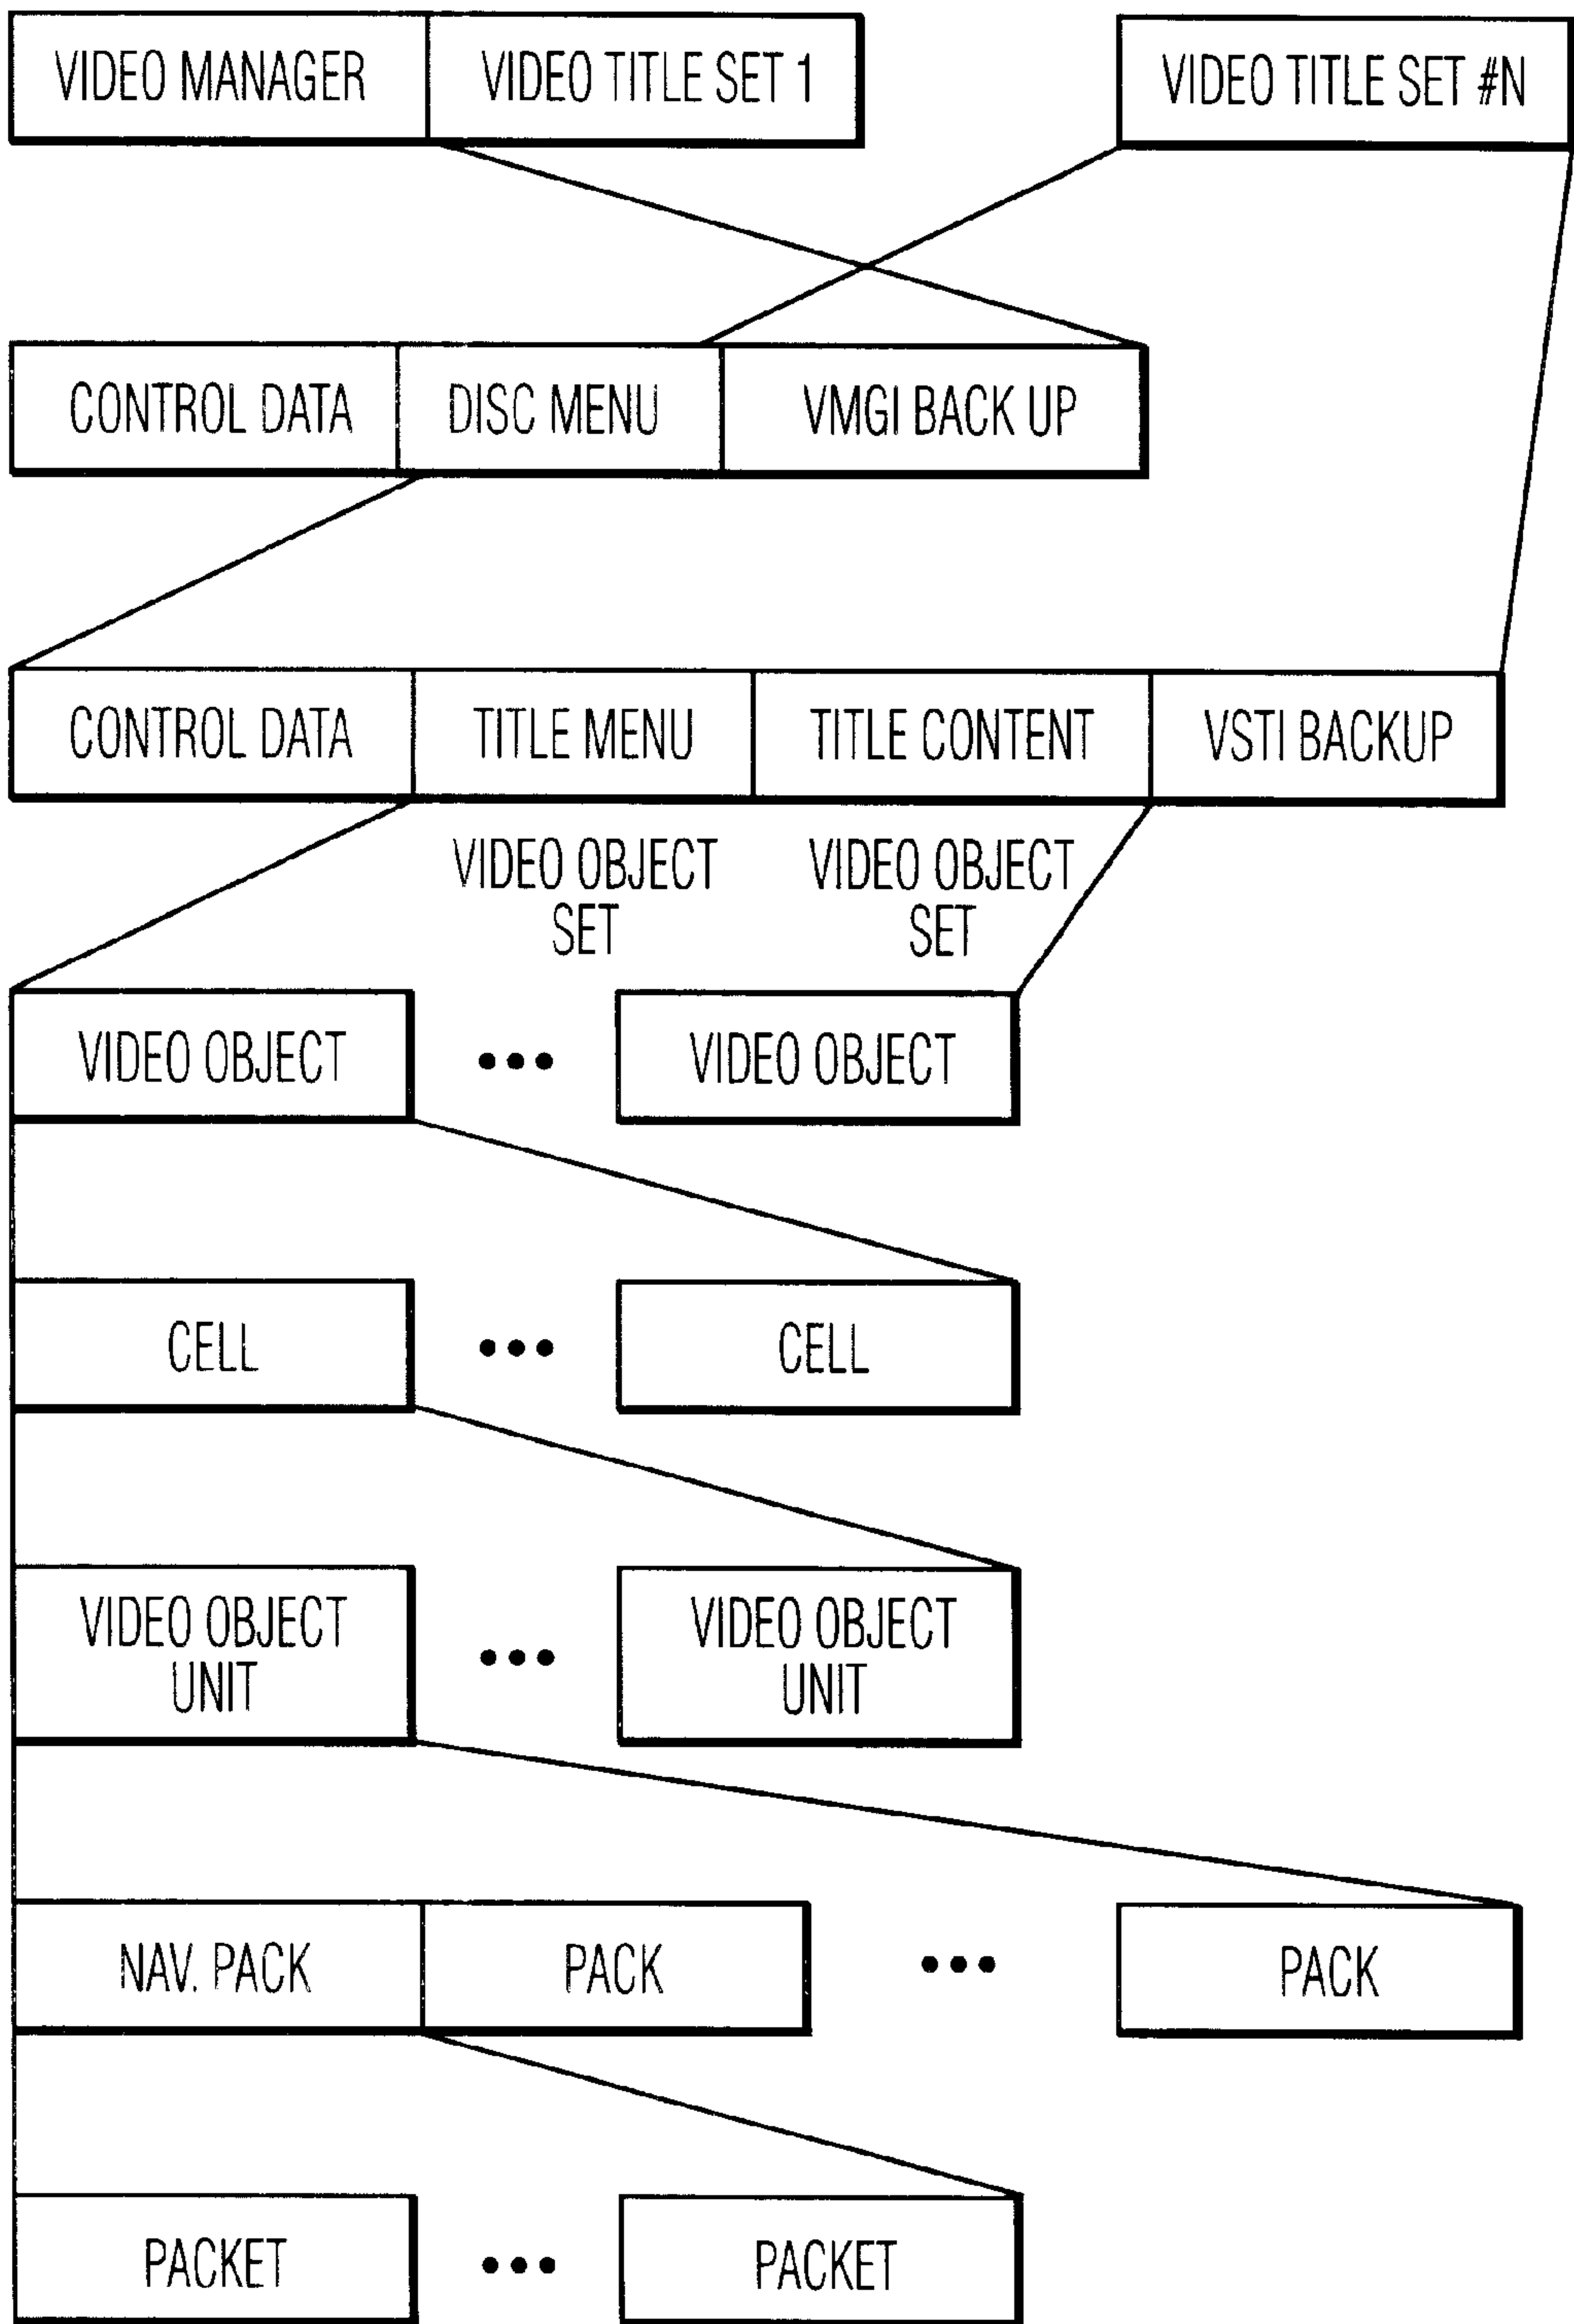 VIDEO MANAGER VIDEO TITLE SET 1 VIDEO TITLE SET #N
CONTROL DATA DISC MENU VMGI BACK UP
CONTROL DATA TITLE MENU TITLE CONTENT VSTI BACKUP
VIDEO OBJECT SET VIDEO OBJECT SET
VIDEO OBJECT ••• VIDEO OBJECT
CELL ••• CELL
VIDEO OBJECT UNIT ••• VIDEO OBJECT UNIT
NAV. PACK PACK ••• PACK
PACKET ••• PACKET